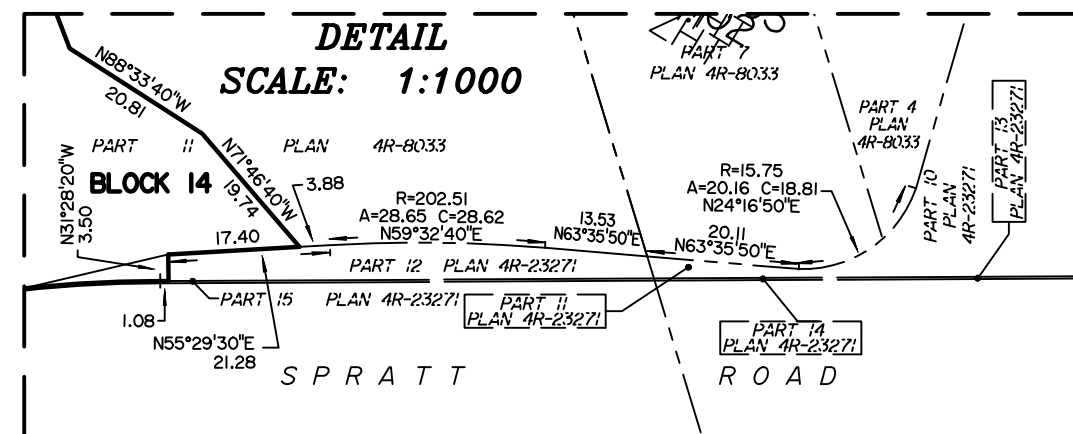 DETAIL
SCALE: 1:1000
PART 7
PLAN 4R-8033
N88°33'40"W
20.81
PART 11 PLAN 4R-8033
BLOCK 14
N71°46'40"W
19.74
N31°28'20"W
3.50
3.88
17.40
R=202.51
A=28.65 C=28.62
N59°32'40"E
13.53
N63°35'50"E
20.11
N63°35'50"E
R=15.75
A=20.16 C=18.81
N24°16'50"E
PART 4
PLAN
4R-8033
PART 10
PLAN
4R-23271
PART 13
PLAN 4R-23271
PART 12 PLAN 4R-23271
PART 15 PLAN 4R-23271
PART 11
PLAN 4R-23271
PART 14
PLAN 4R-23271
1.08
N55°29'30"E
21.28
SPRATT ROAD